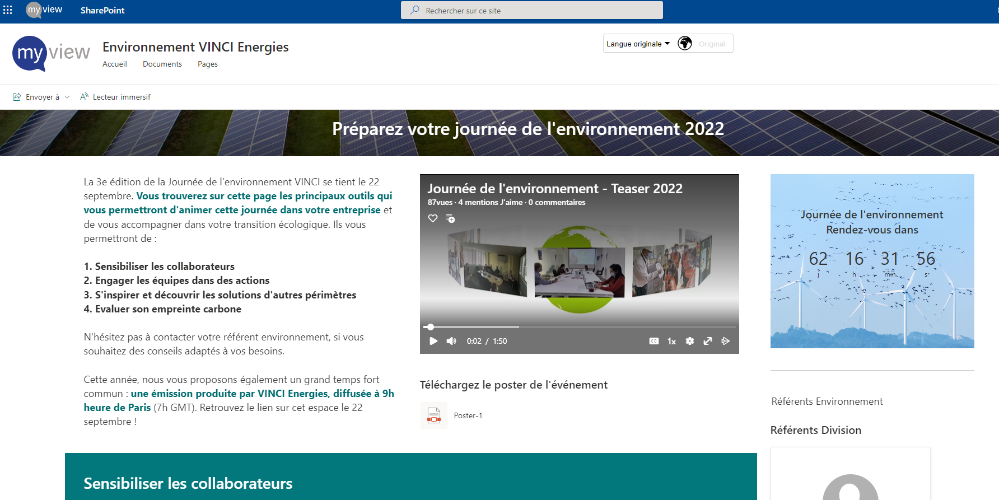 my view
SharePoint
Rechercher sur ce site
my view
Environnement VINCI Energies
Accueil
Documents
Pages
Langue originale
Original
Envoyer à
Lecteur immersif
Préparez votre journée de l'environnement 2022
La 3e édition de la Journée de l’environnement VINCI se tient le 22
septembre. Vous trouverez sur cette page les principaux outils qui
vous permettront d'animer cette journée dans votre entreprise et
de vous accompagner dans votre transition écologique. Ils vous
permettront de :
1. Sensibiliser les collaborateurs
2. Engager les équipes dans des actions
3. S'inspirer et découvrir les solutions d'autres périmètres
4. Evaluer son empreinte carbone
N'hésitez pas à contacter votre référent environnement, si vous
souhaitez des conseils adaptés à vos besoins.
Cette année, nous vous proposons également un grand temps fort
commun : une émission produite par VINCI Energies, diffusée à 9h
heure de Paris (7h GMT). Retrouvez le lien sur cet espace le 22
septembre !
Journée de l'environnement - Teaser 2022
87vues · 4 mentions J'aime · 0 commentaires
0:02 / 1:50
CC
1x
Téléchargez le poster de l'événement
Poster-1
Journée de l'environnement
Rendez-vous dans
62 16 31 56
j h min s
Référents Environnement
Référents Division
Sensibiliser les collaborateurs